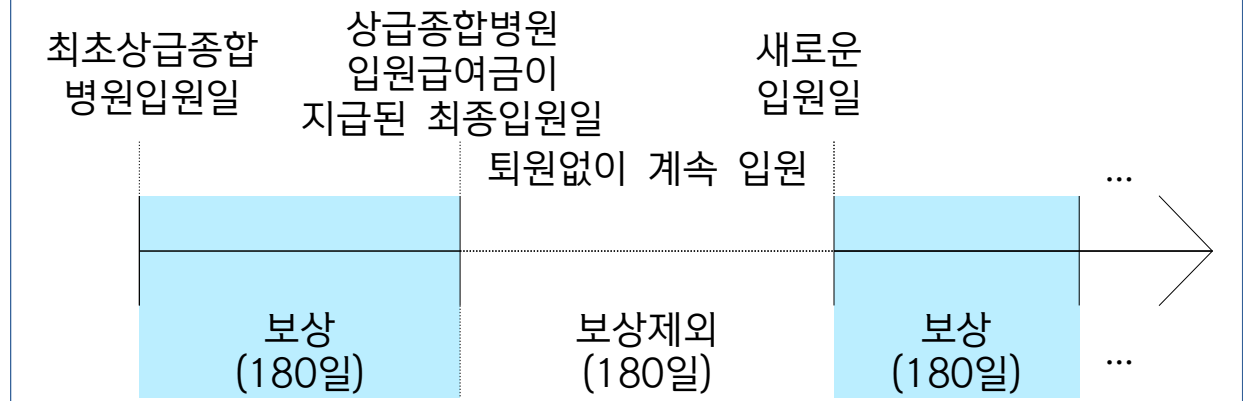 최초상급종합
병원입원일
상급종합병원
입원급여금이
지급된 최종입원일
새로운
입원일
퇴원없이 계속 입원
...
보상
(180일)
보상제외
(180일)
보상
(180일)
...